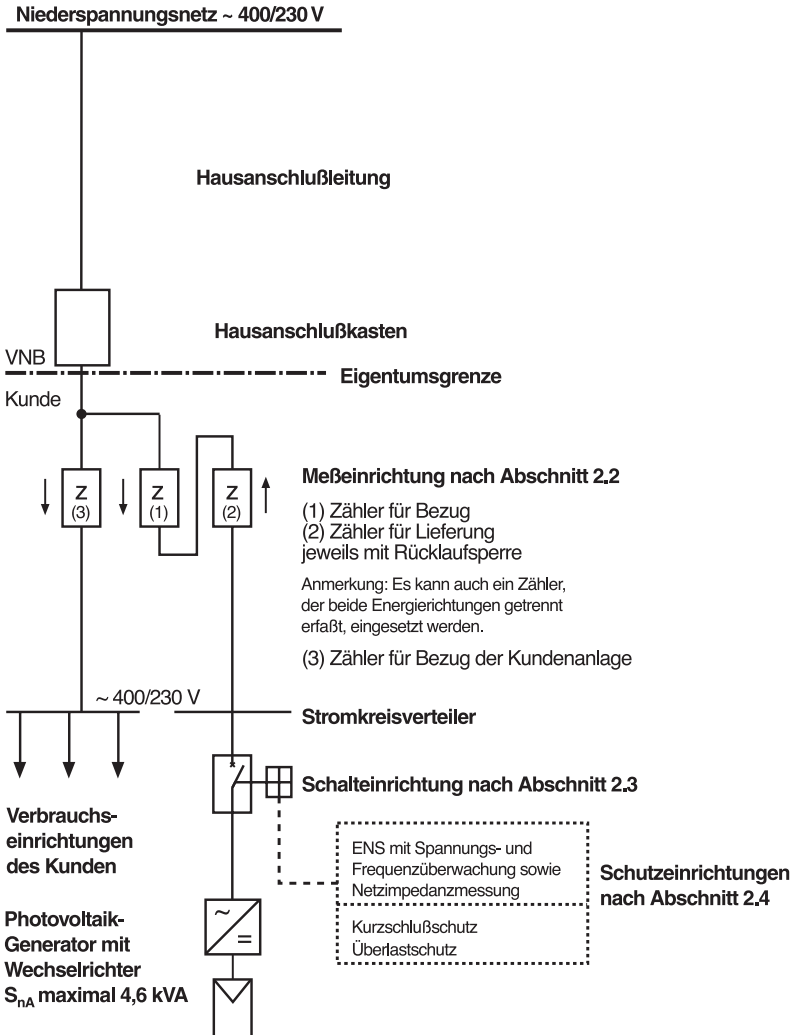 Niederspannungsnetz ~ 400/230 V
Hausanschlußleitung
Hausanschlußkasten
VNB
Eigentumsgrenze
Kunde
Z
(3)
Z
(1)
Z
(2)
Meßeinrichtung nach Abschnitt 2.2
(1) Zähler für Bezug
(2) Zähler für Lieferung
jeweils mit Rücklaufsperre
Anmerkung: Es kann auch ein Zähler,
der beide Energierichtungen getrennt
erfaßt, eingesetzt werden.
(3) Zähler für Bezug der Kundenanlage
~ 400/230 V
Stromkreisverteiler
Schalteinrichtung nach Abschnitt 2.3
Verbrauchs-
einrichtungen
des Kunden
ENS mit Spannungs- und
Frequenzüberwachung sowie
Netzimpedanzmessung
Kurzschlußschutz
Überlastschutz
Schutzeinrichtungen
nach Abschnitt 2.4
Photovoltaik-
Generator mit
Wechselrichter
SnA maximal 4,6 kVA
~
=